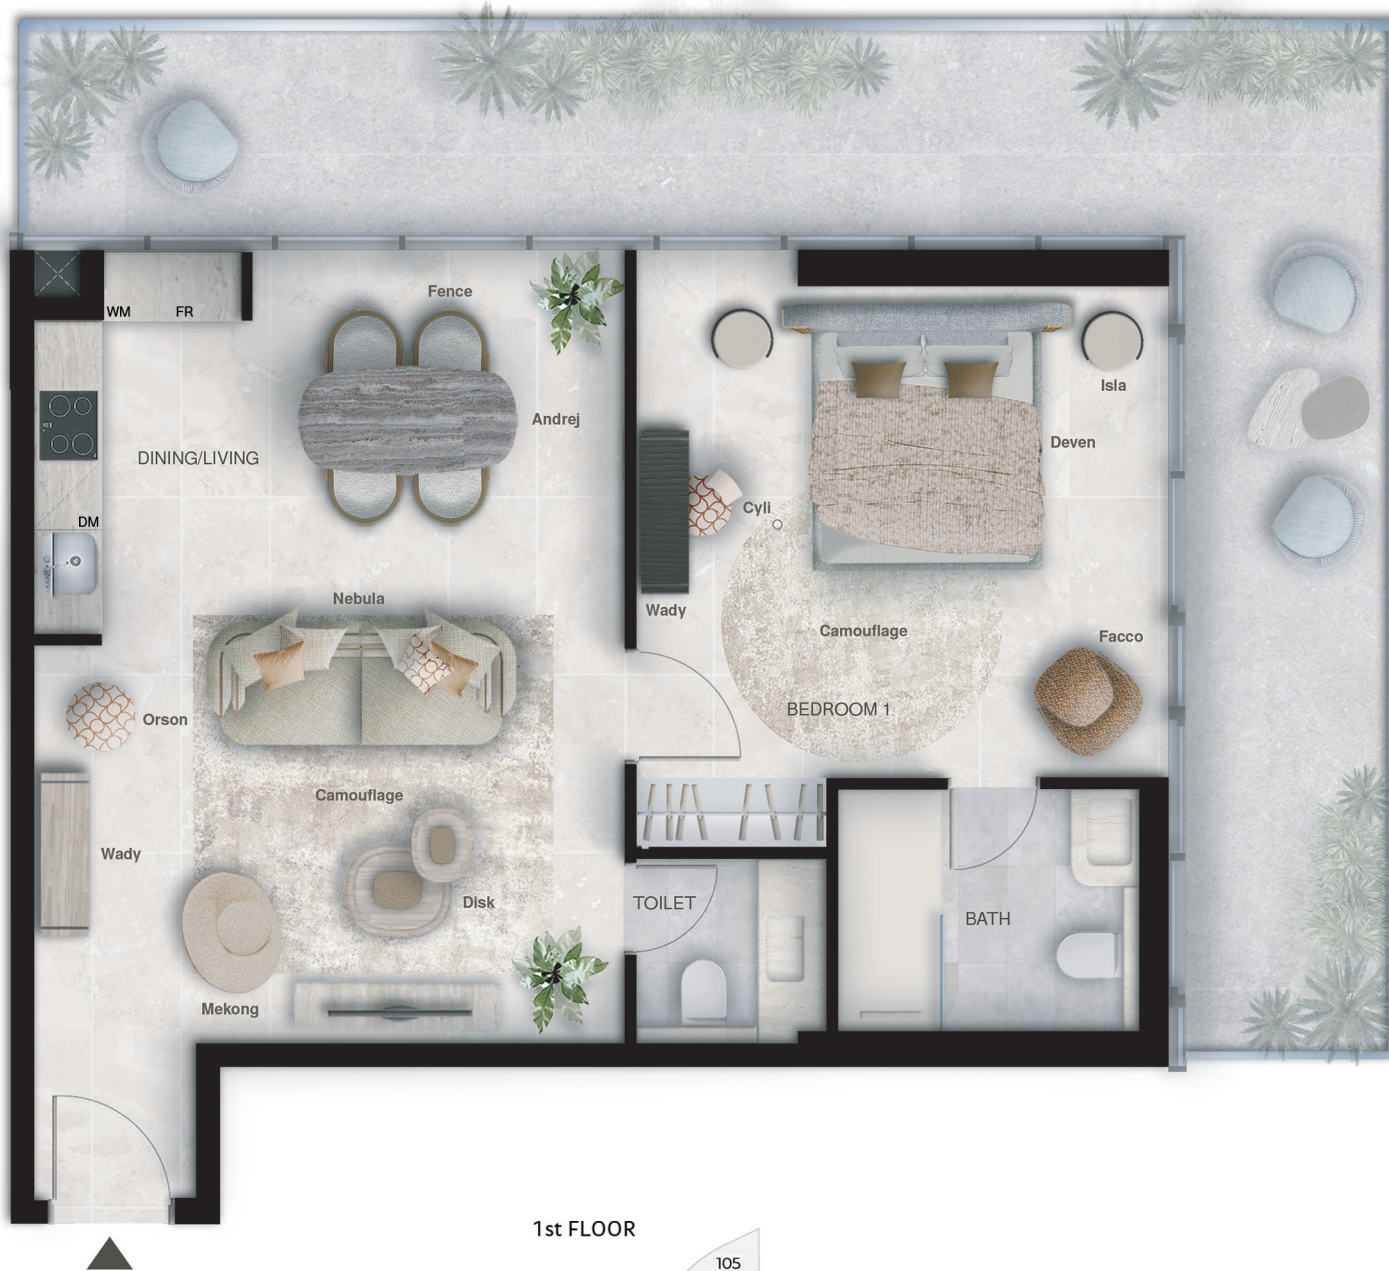 Fence
WM
FR
Isla
Andrej
Deven
DINING/LIVING
Cyli
DM
Nebula
Wady
Camouflage
Facco
BEDROOM 1
Orson
Camouflage
Wady
Disk
TOILET
BATH
Mekong
1st FLOOR
105